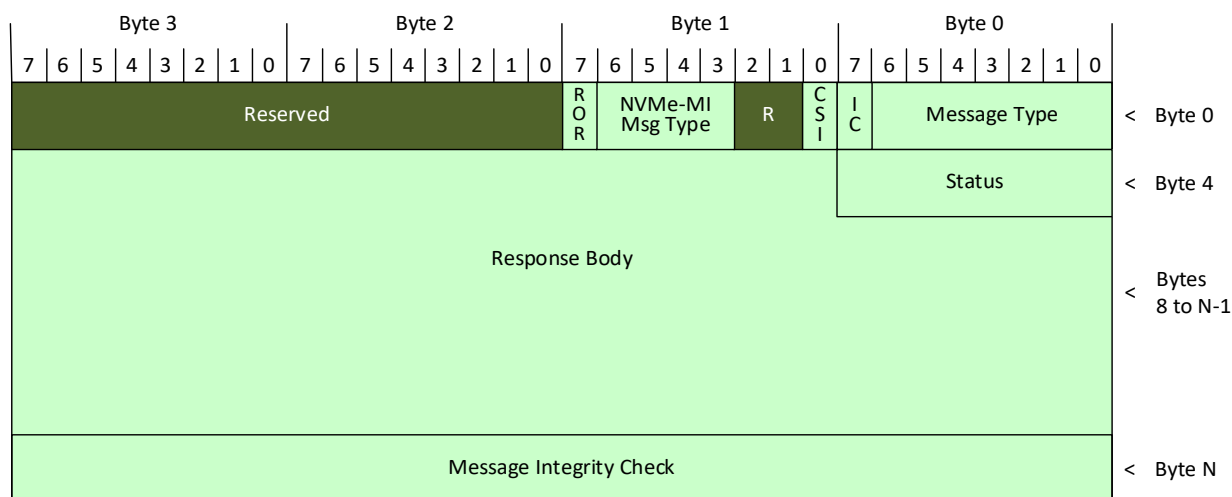 Byte 3 Byte 2 Byte 1 Byte 0
7 6 5 4 3 2 1 0 7 6 5 4 3 2 1 0 7 6 5 4 3 2 1 0 7 6 5 4 3 2 1 0
Reserved ROR NVMe-MI Msg Type R CSI IC Message Type < Byte 0
Status < Byte 4
Response Body
< Bytes
8 to N-1
Message Integrity Check < Byte N